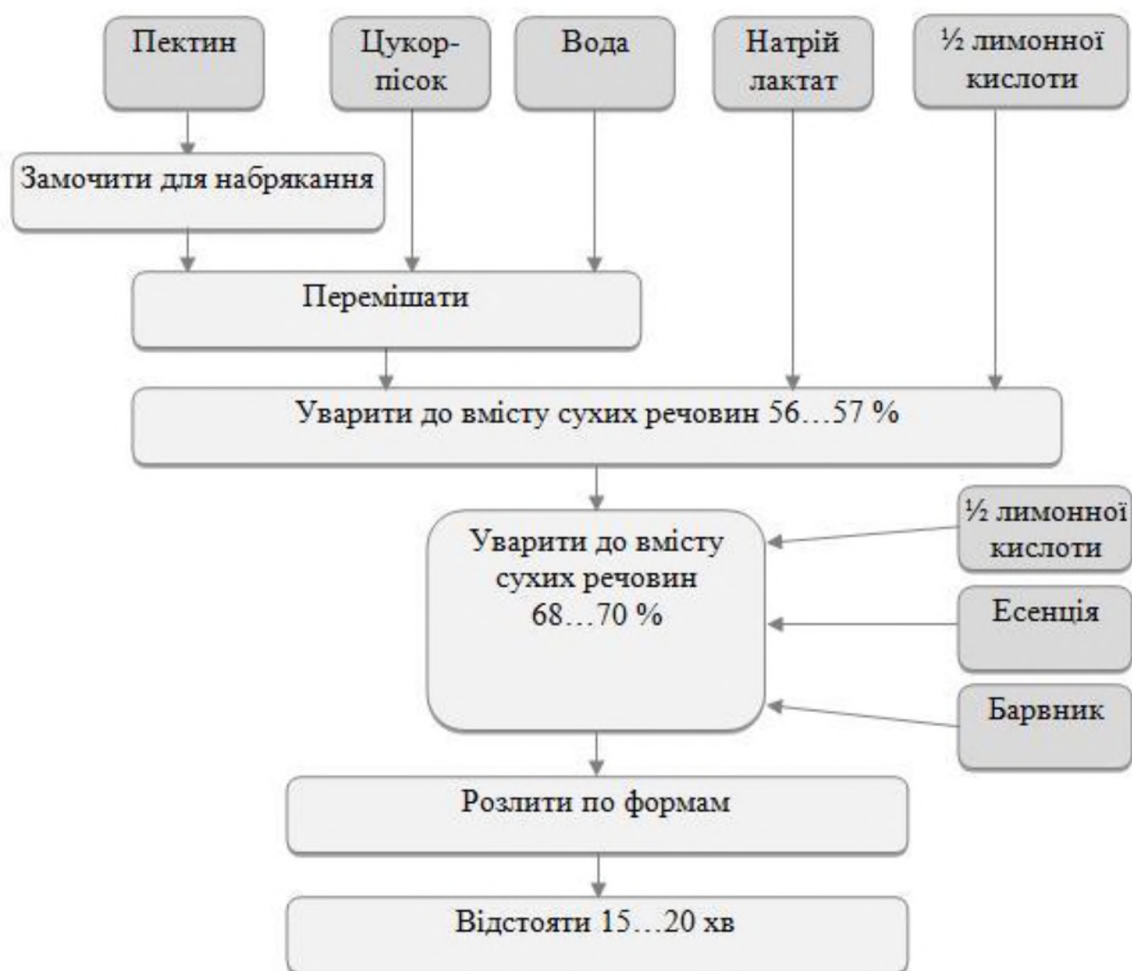 Пектин
Цукор-
пісок
Вода
Натрій
лактат
½ лимонної
кислоти
Замочити для набрякання
Перемішати
Уварити до вмісту сухих речовин 56…57 %
Уварити до вмісту
сухих речовин
68…70 %
½ лимонної
кислоти
Есенція
Барвник
Розлити по формам
Відстояти 15…20 хв